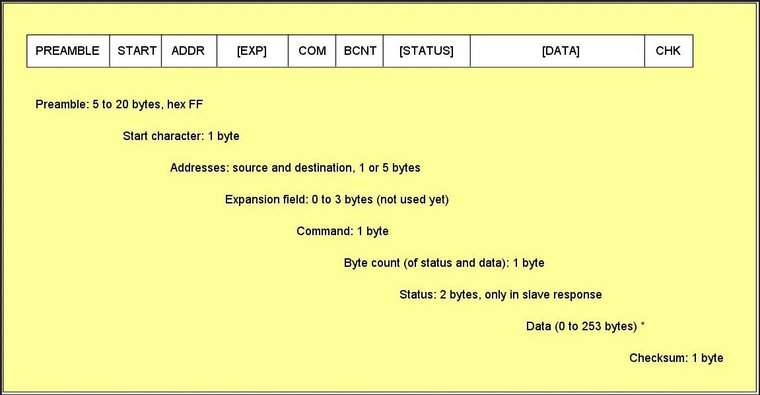 PREAMBLE START ADDR [EXP] COM BCNT [STATUS] [DATA] CHK
Preamble: 5 to 20 bytes, hex FF
Start character: 1 byte
Addresses: source and destination, 1 or 5 bytes
Expansion field: 0 to 3 bytes (not used yet)
Command: 1 byte
Byte count (of status and data): 1 byte
Status: 2 bytes, only in slave response
Data (0 to 253 bytes) *
Checksum: 1 byte